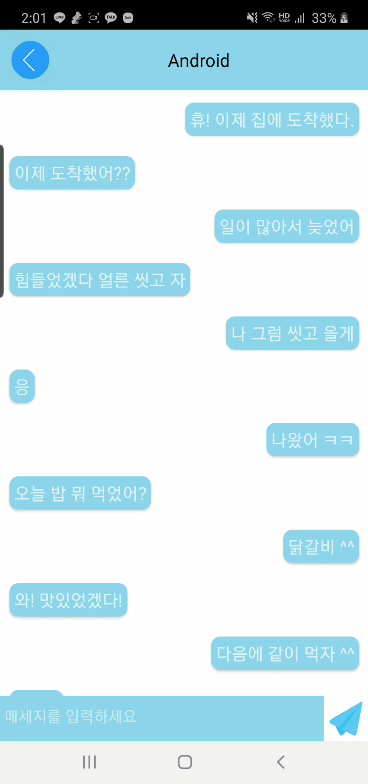 2:01
HD
33%
Android
휴! 이제 집에 도착했다.
이제 도착했어??
일이 많아서 늦었어
힘들었겠다 얼른 씻고 자
나 그럼 씻고 올게
응
나왔어 ㅋㅋ
오늘 밥 뭐 먹었어?
닭갈비 ^^
와! 맛있었겠다!
다음에 같이 먹자 ^^
메세지를 입력하세요